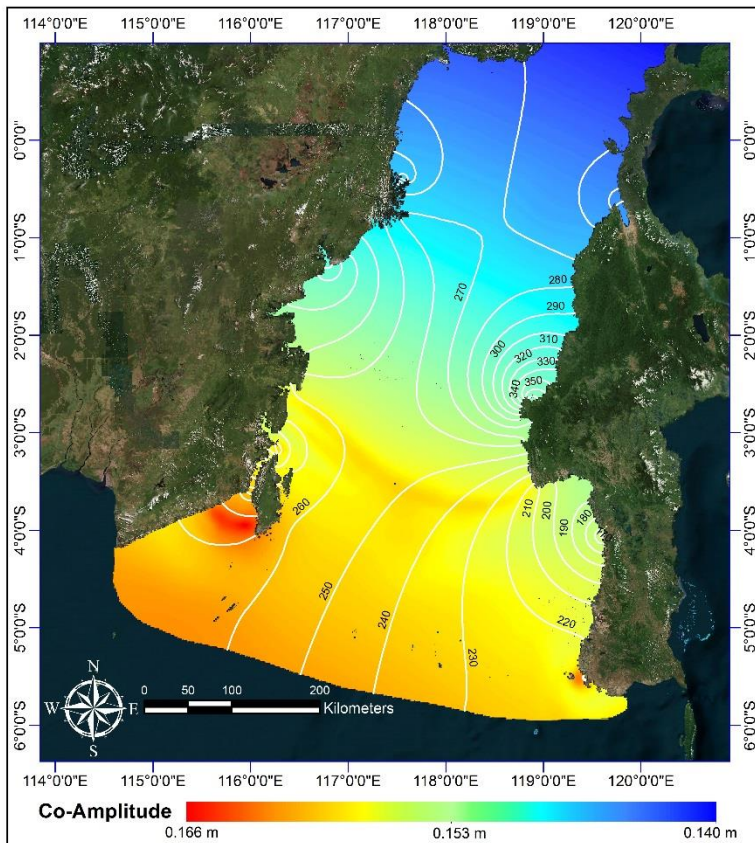 114°0'0"E 115°0'0"E 116°0'0"E 117°0'0"E 118°0'0"E 119°0'0"E 120°0'0"E
0°0'0" 0°0'0"
1°0'0"S 1°0'0"S
270 280
290
2°0'0"S 2°0'0"S
300 310
320 330
340 350
3°0'0"S 3°0'0"S
260 210 200 190 180
4°0'0"S 4°0'0"S
250 240 230 220
5°0'0"S 5°0'0"S
N
W E
S
0 50 100 200
Kilometers
6°0'0"S 6°0'0"S
114°0'0"E 115°0'0"E 116°0'0"E 117°0'0"E 118°0'0"E 119°0'0"E 120°0'0"E
Co-Amplitude
0.166 m 0.153 m 0.140 m